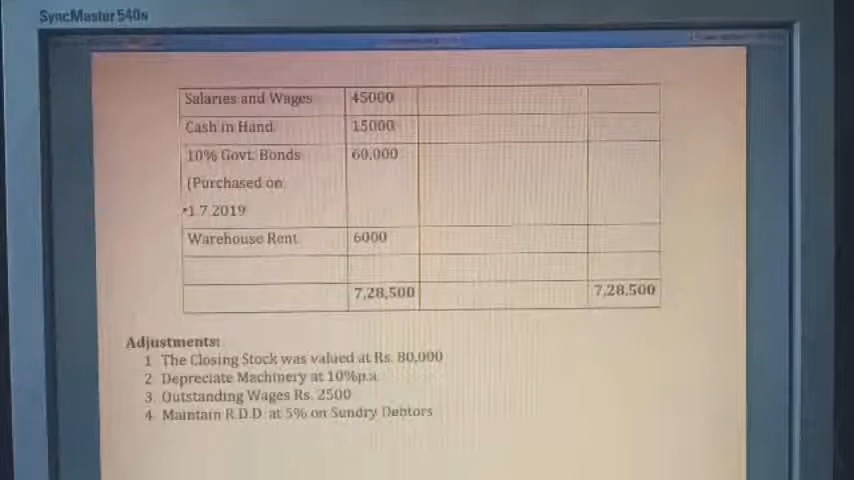 SyncMaster 540n
Salaries and Wages 45000
Cash in Hand 15000
10% Govt. Bonds 60,000
(Purchased on
1.7.2019
Warehouse Rent 6000
7,28,500 7,28,500
Adjustments:
1 The Closing Stock was valued at Rs. 80,000
2 Depreciate Machinery at 10%p.a
3. Outstanding Wages Rs. 2500
4. Maintain R.D.D. at 5% on Sundry Debtors